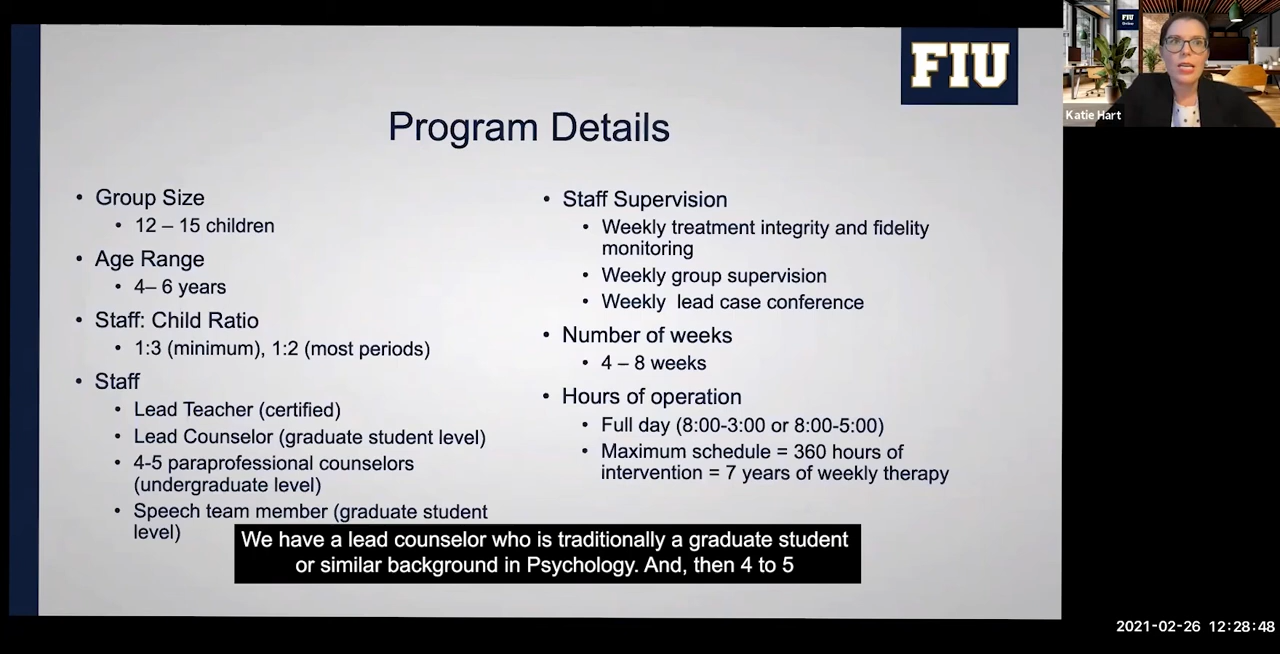 FIU
Program Details
• Group Size
• 12 – 15 children
• Age Range
• 4– 6 years
• Staff: Child Ratio
• 1:3 (minimum), 1:2 (most periods)
• Staff
• Lead Teacher (certified)
• Lead Counselor (graduate student level)
• 4-5 paraprofessional counselors
(undergraduate level)
• Speech team member (graduate student
level)
• Staff Supervision
• Weekly treatment integrity and fidelity
monitoring
• Weekly group supervision
• Weekly lead case conference
• Number of weeks
• 4 – 8 weeks
• Hours of operation
• Full day (8:00-3:00 or 8:00-5:00)
• Maximum schedule = 360 hours of
intervention = 7 years of weekly therapy
We have a lead counselor who is traditionally a graduate student
or similar background in Psychology. And, then 4 to 5
FIU
Online
Katie Hart
2021-02-26 12:28:48